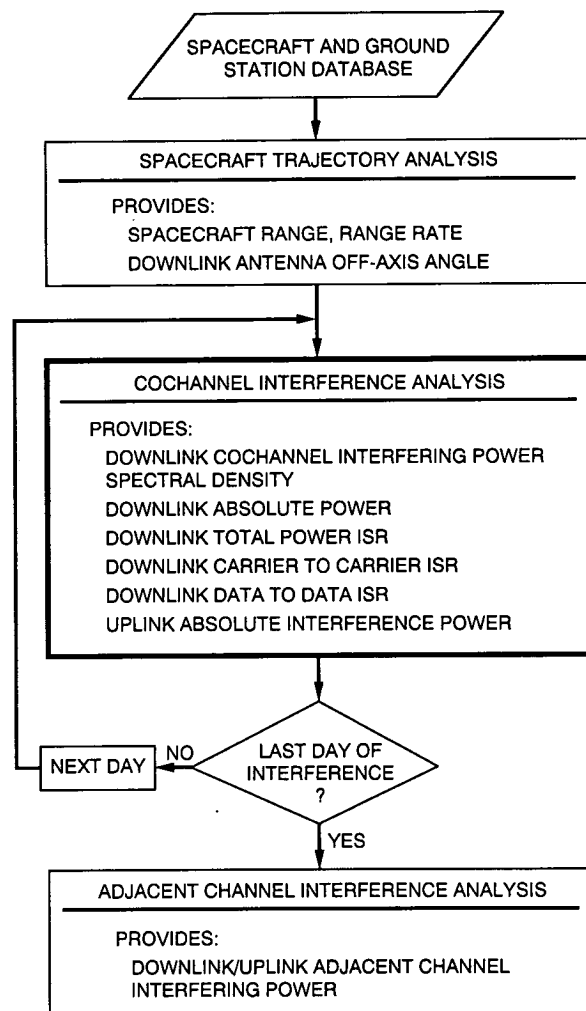 SPACECRAFT AND GROUND
STATION DATABASE
SPACECRAFT TRAJECTORY ANALYSIS
PROVIDES:
SPACECRAFT RANGE, RANGE RATE
DOWNLINK ANTENNA OFF-AXIS ANGLE
COCHANNEL INTERFERENCE ANALYSIS
PROVIDES:
DOWNLINK COCHANNEL INTERFERING POWER
SPECTRAL DENSITY
DOWNLINK ABSOLUTE POWER
DOWNLINK TOTAL POWER ISR
DOWNLINK CARRIER TO CARRIER ISR
DOWNLINK DATA TO DATA ISR
UPLINK ABSOLUTE INTERFERENCE POWER
LAST DAY OF
INTERFERENCE
?
NO
NEXT DAY
YES
ADJACENT CHANNEL INTERFERENCE ANALYSIS
PROVIDES:
DOWNLINK/UPLINK ADJACENT CHANNEL
INTERFERING POWER